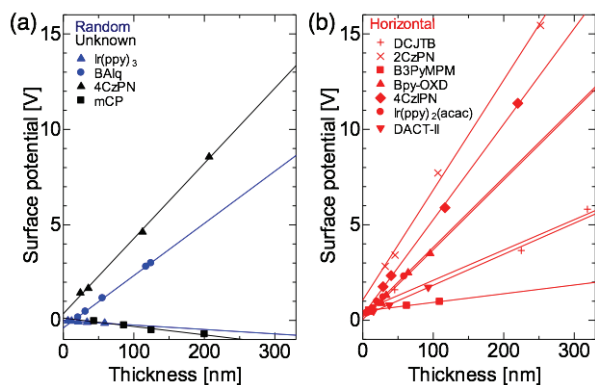 (a)
Random
Unknown
Ir(ppy)3
BAlq
4CzPN
mCP
Surface potential [V]
15
10
5
0
0 100 200 300
Thickness [nm]
(b)
Horizontal
DCJTB
2CzPN
B3PyMPM
Bpy-OXD
4CzIPN
Ir(ppy)2(acac)
DACT-II
Surface potential [V]
15
10
5
0
0 100 200 300
Thickness [nm]